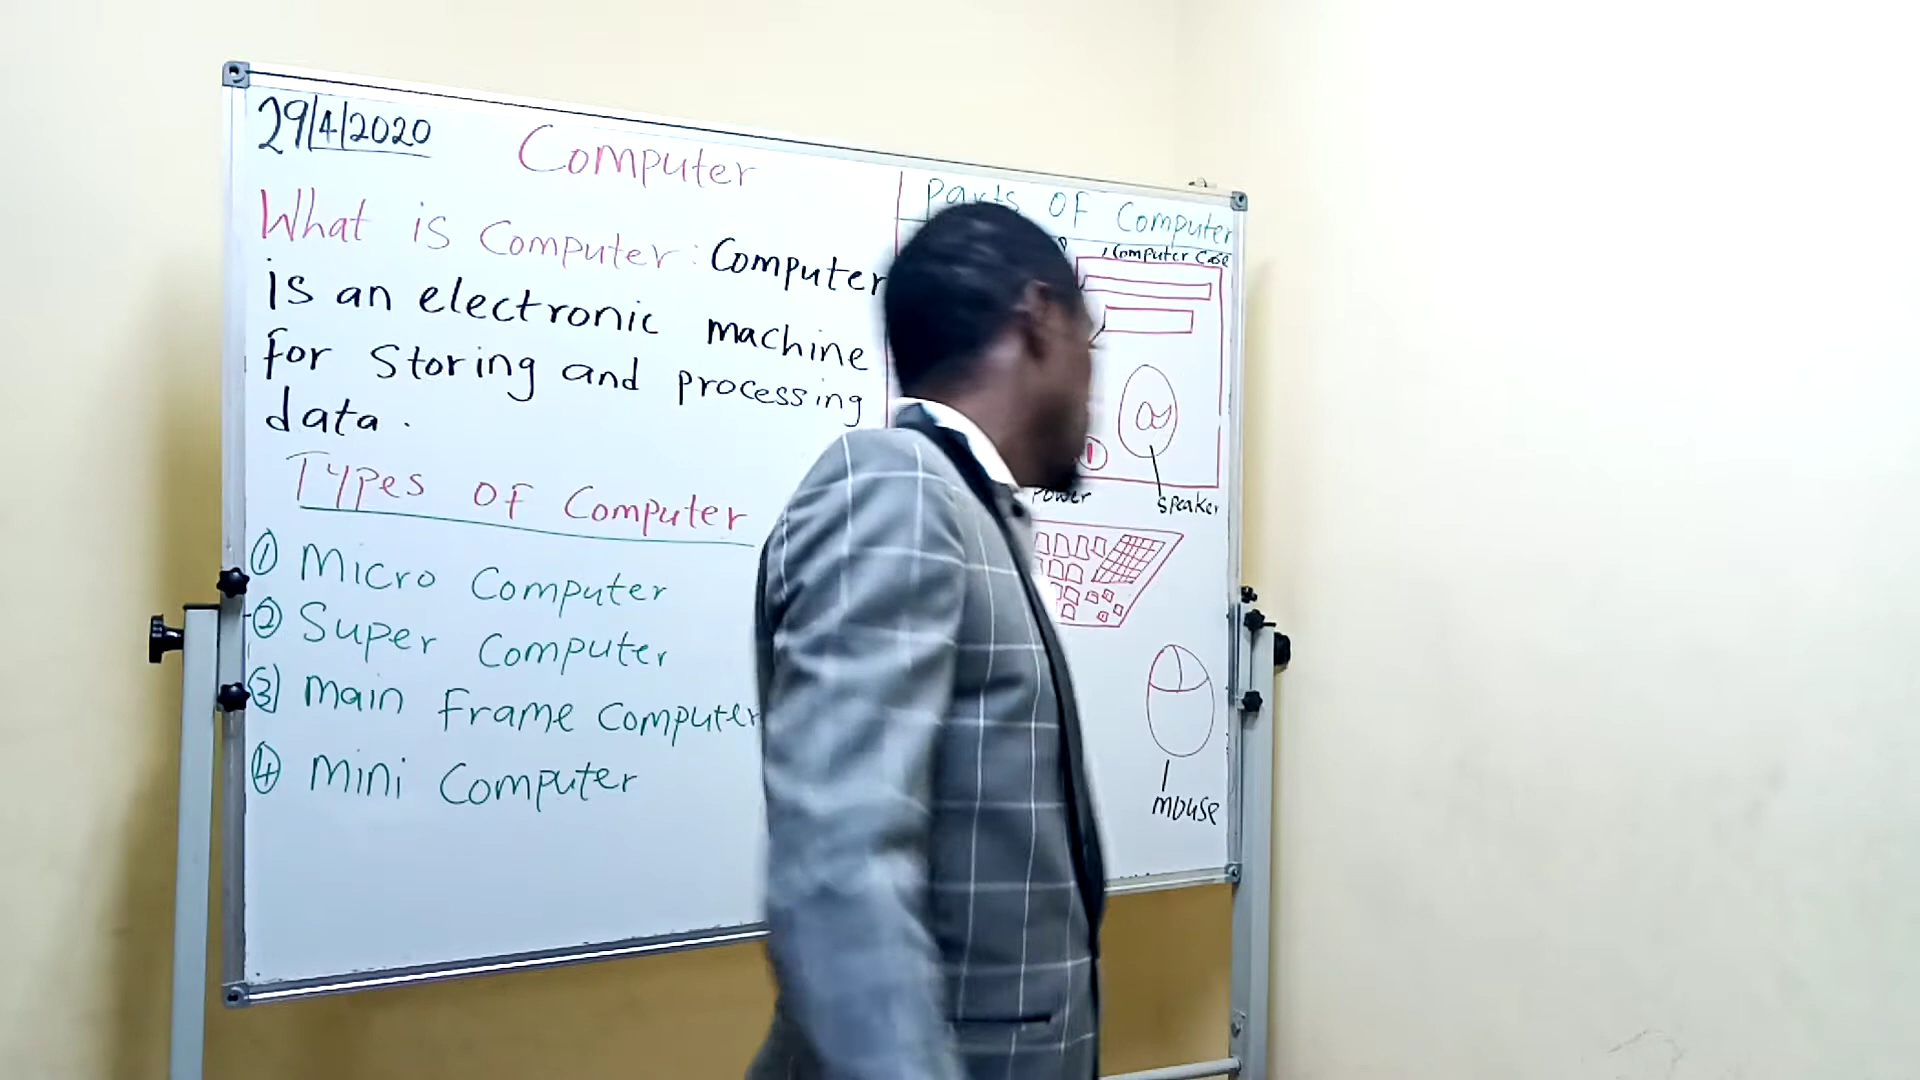 29/4/2020
Computer
What is Computer: Computer
is an electronic machine
for storing and processing
data.
Types OF Computer
① Micro Computer
② Super Computer
③ Main Frame Computer
④ Mini Computer
Parts OF Computer
Computer Case
Power
Speaker
mouse